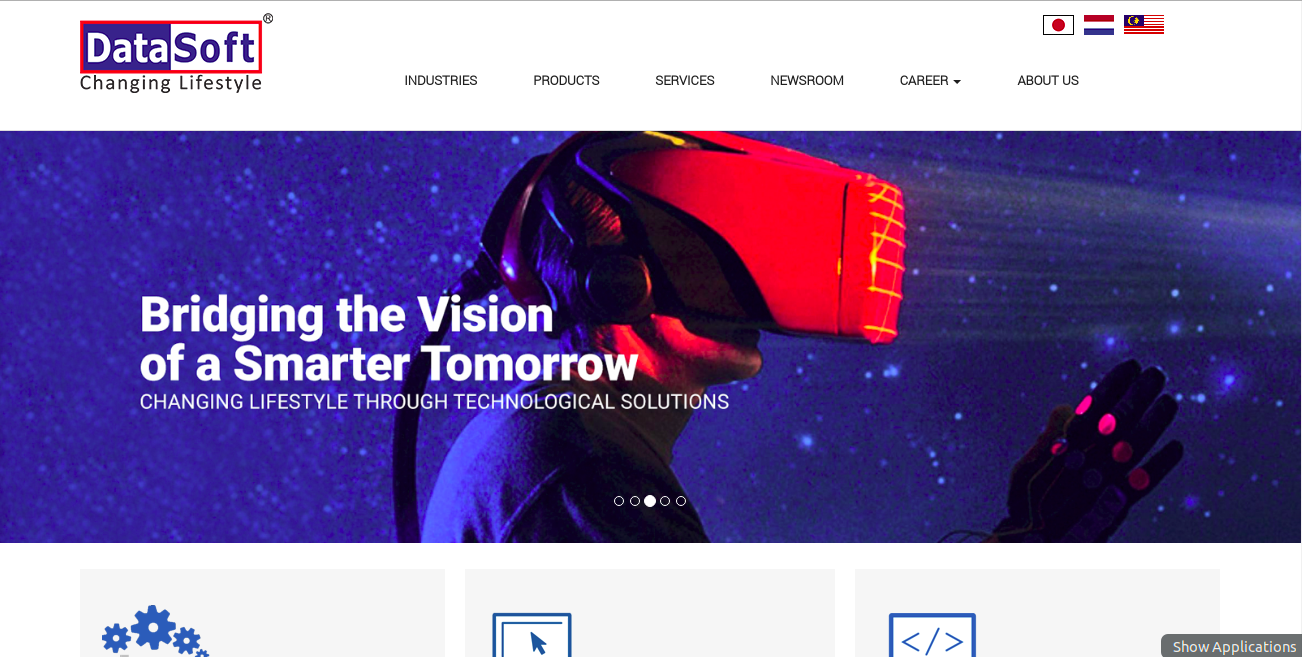 DataSoft®
Changing Lifestyle
INDUSTRIES PRODUCTS SERVICES NEWSROOM CAREER ABOUT US
Bridging the Vision
of a Smarter Tomorrow
CHANGING LIFESTYLE THROUGH TECHNOLOGICAL SOLUTIONS
</>
Show Applications